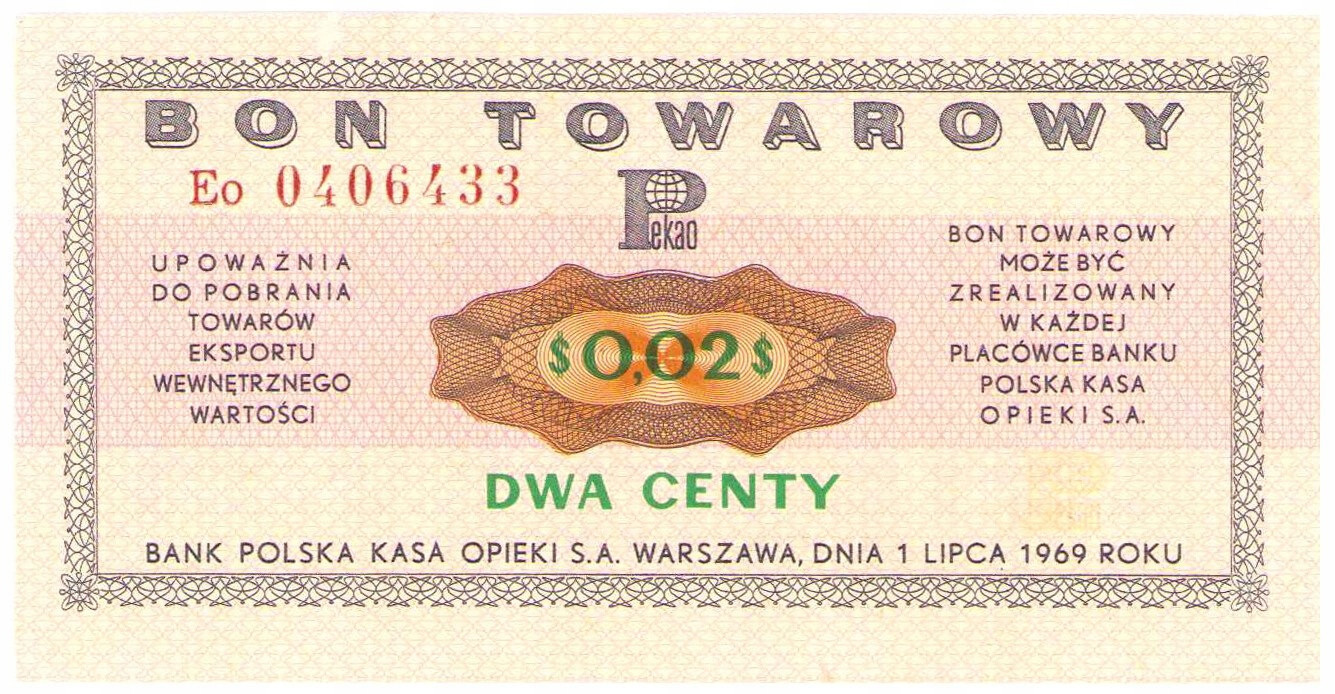 BON TOWAROWY
Eo 0406433
Pekao
UPOWAŻNIA
DO POBRANIA
TOWARÓW
EKSPORTU
WEWNĘTRZNEGO
WARTOŚCI
$0,02$
BON TOWAROWY
MOŻE BYĆ
ZREALIZOWANY
W KAŻDEJ
PLACÓWCE BANKU
POLSKA KASA
OPIEKI S.A.
DWA CENTY
BANK POLSKA KASA OPIEKI S.A. WARSZAWA, DNIA 1 LIPCA 1969 ROKU